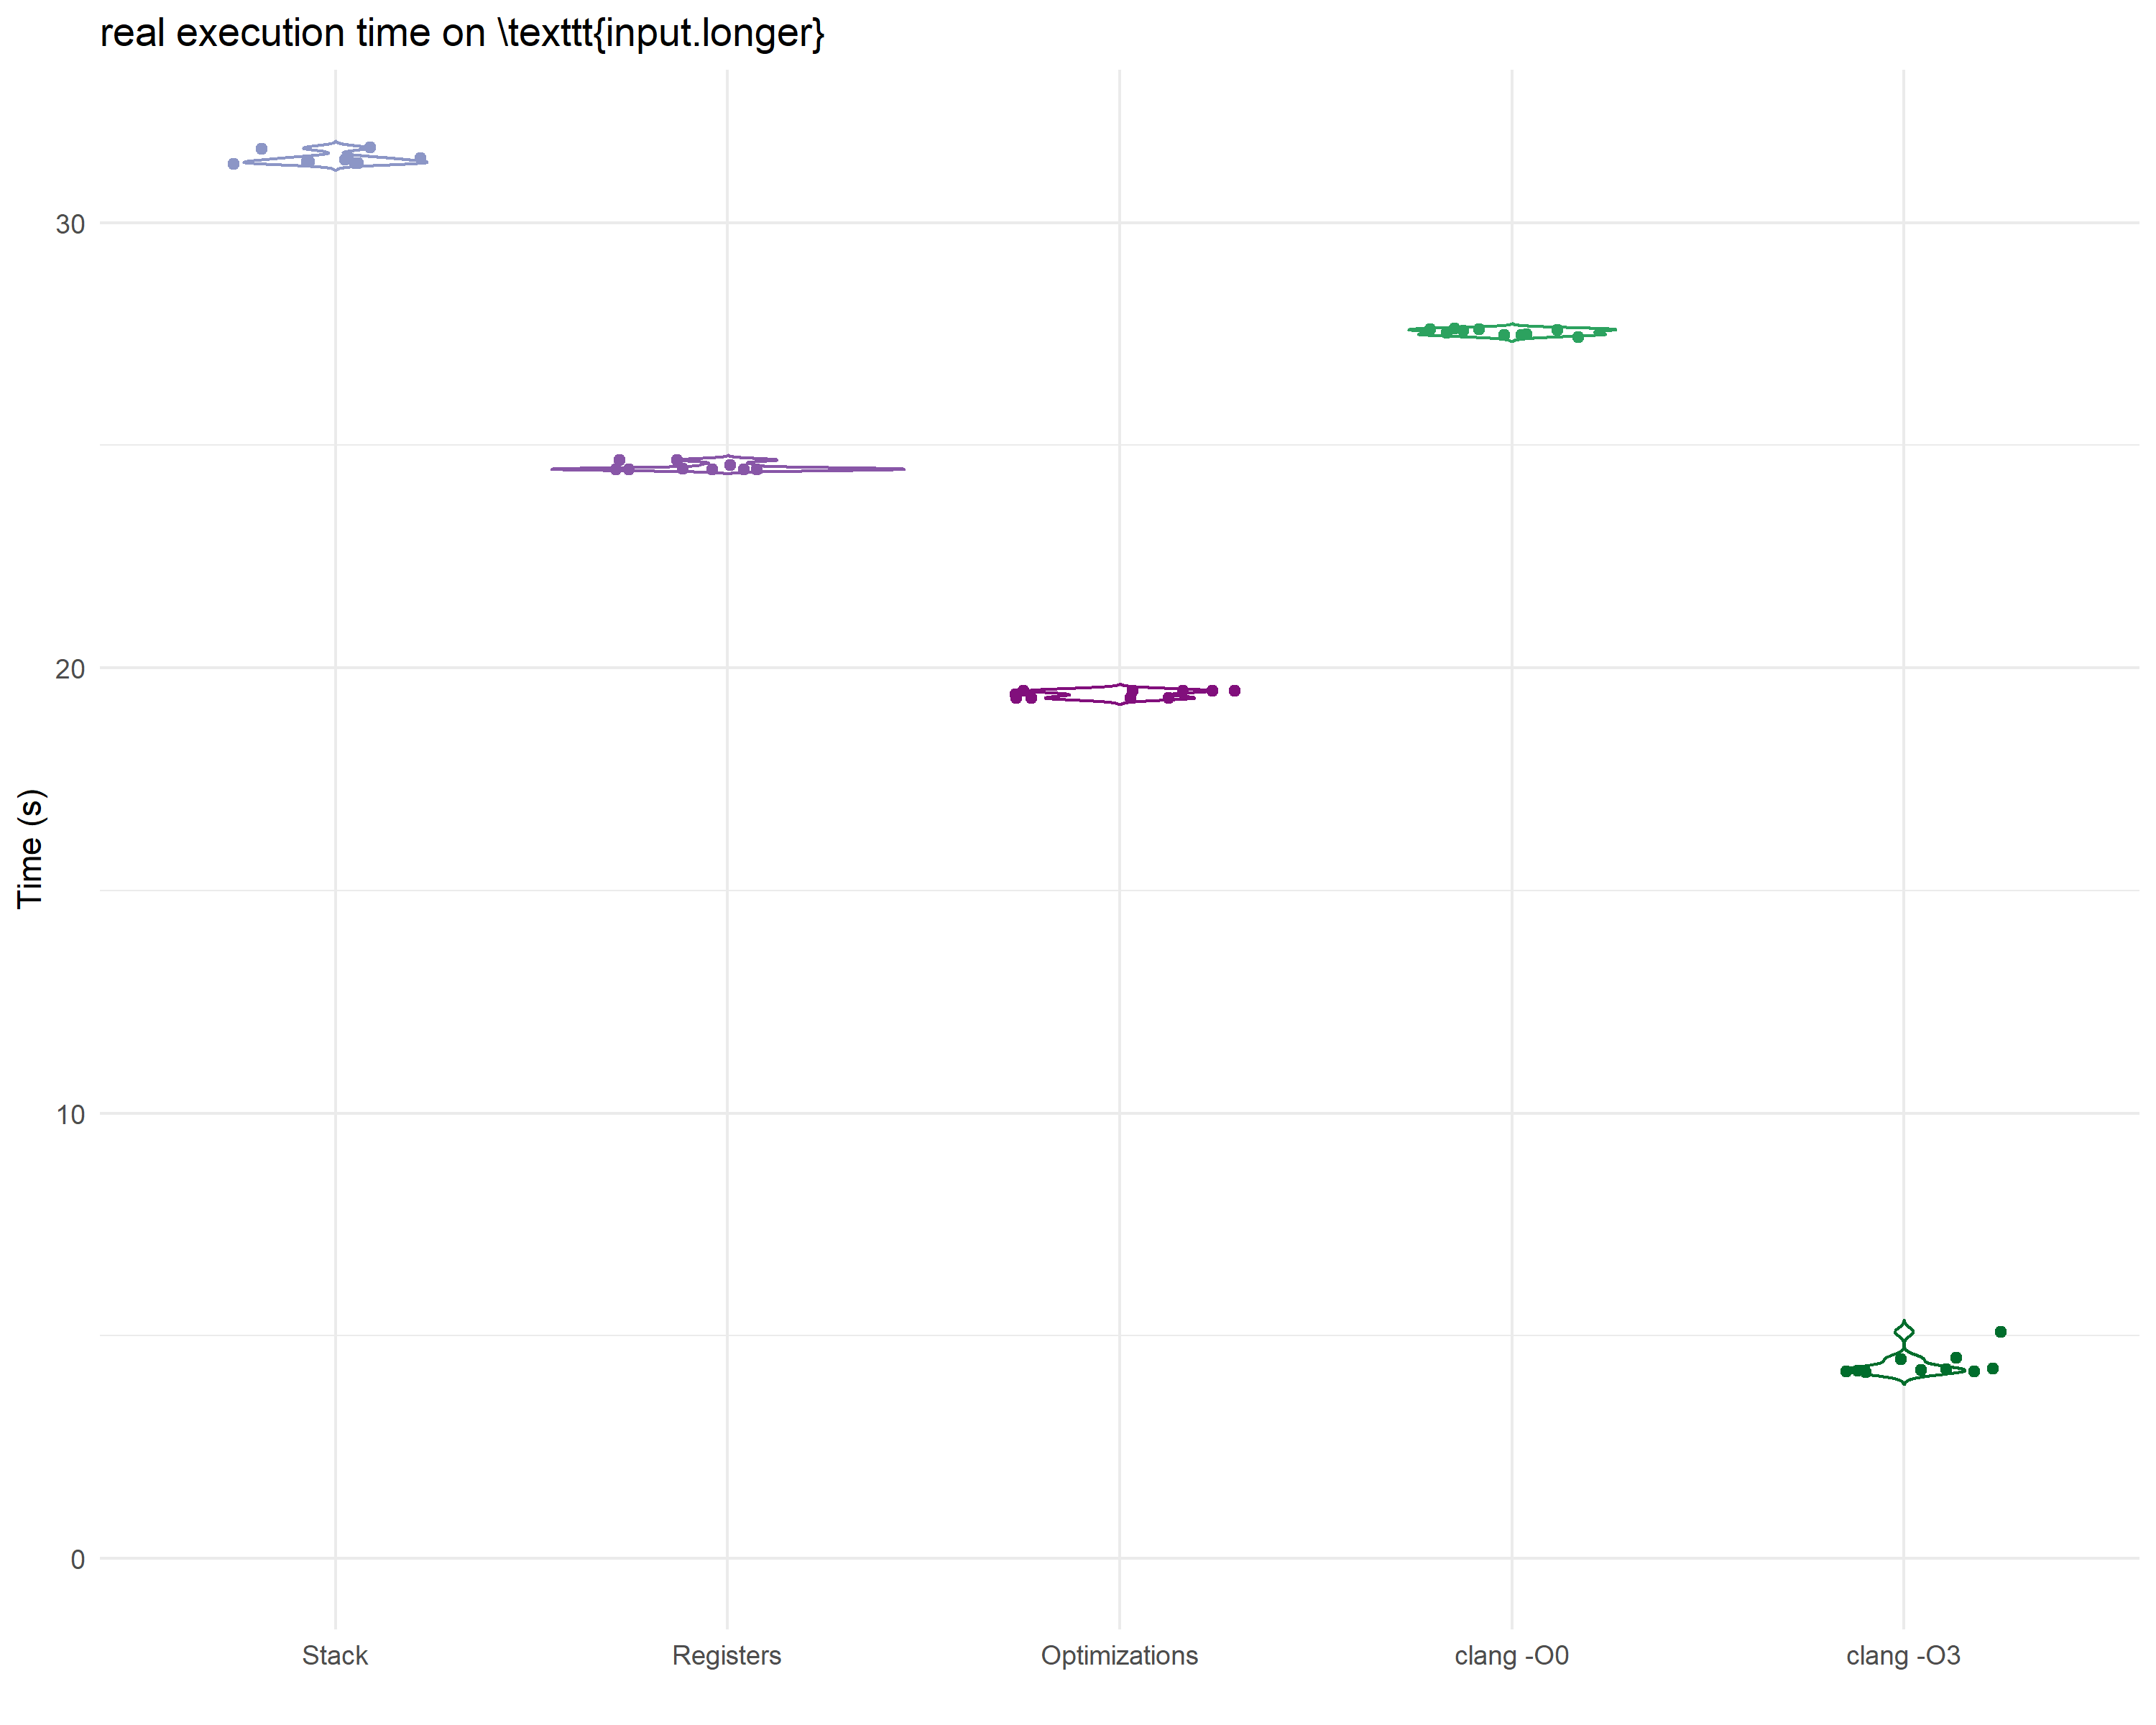 real execution time on \texttt{input.longer}
30
20
10
0
Time (s)
Stack
Registers
Optimizations
clang -O0
clang -O3